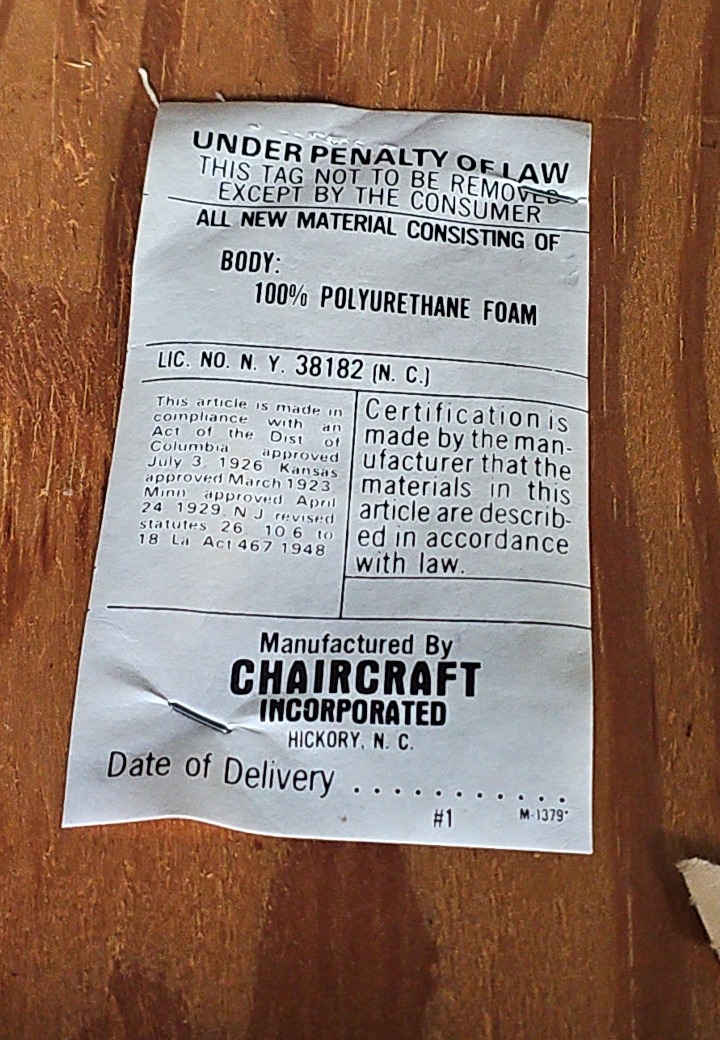 UNDER PENALTY OF LAW
THIS TAG NOT TO BE REMOVED
EXCEPT BY THE CONSUMER
ALL NEW MATERIAL CONSISTING OF
BODY:
100% POLYURETHANE FOAM
LIC. NO. N. Y. 38182 (N. C.)
This article is made in
compliance with an
Act of the Dist of
Columbia approved
July 3, 1926 Kansas
approved March 1923
Minn approved April
24 1929 N J revised
statutes 26 10 6 to
18 La Act 467 1948
Certification is
made by the man-
ufacturer that the
materials in this
article are describ-
ed in accordance
with law.
Manufactured By
CHAIRCRAFT
INCORPORATED
HICKORY, N. C.
Date of Delivery ...........
#1 M-1379"